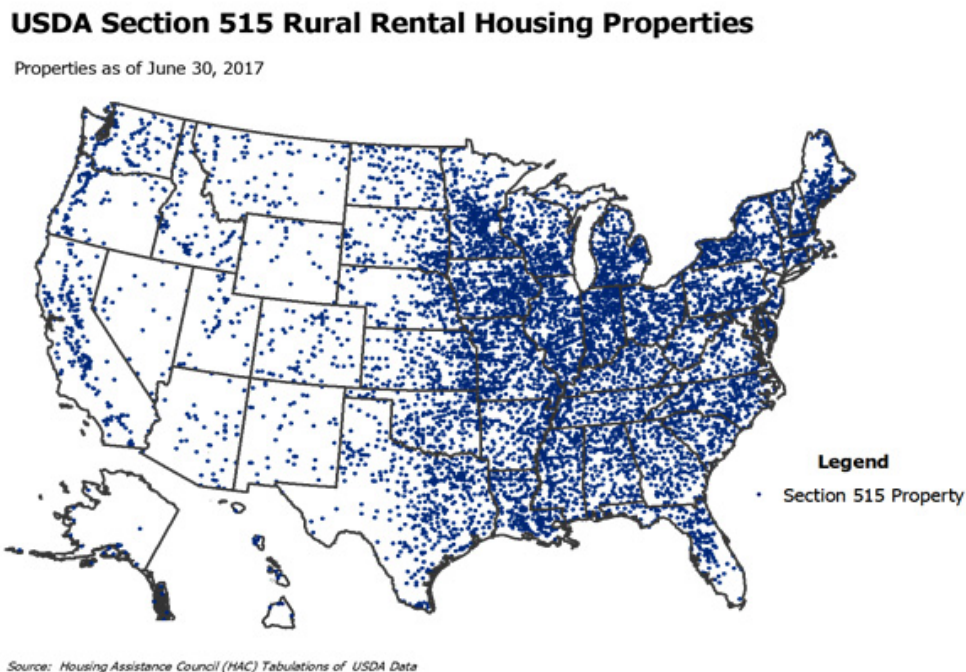 USDA Section 515 Rural Rental Housing Properties
Properties as of June 30, 2017
Legend
Section 515 Property
Source: Housing Assistance Council (HAC) Tabulations of USDA Data